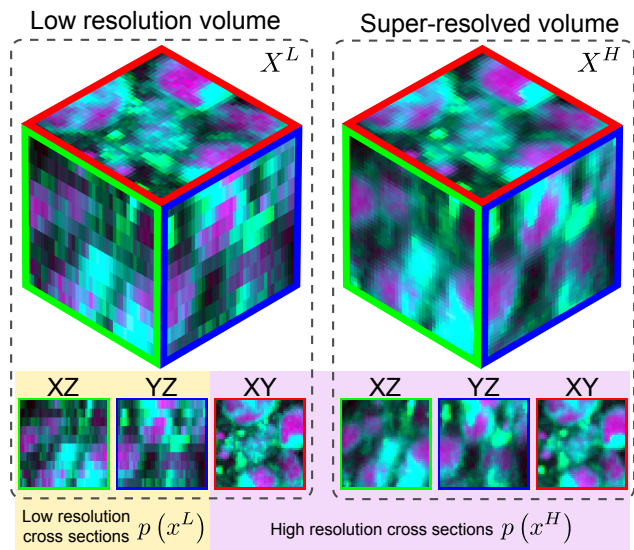 Low resolution volume
Super-resolved volume
X^L
X^H
XZ YZ XY
XZ YZ XY
Low resolution
cross sections p(x^L)
High resolution cross sections p(x^H)